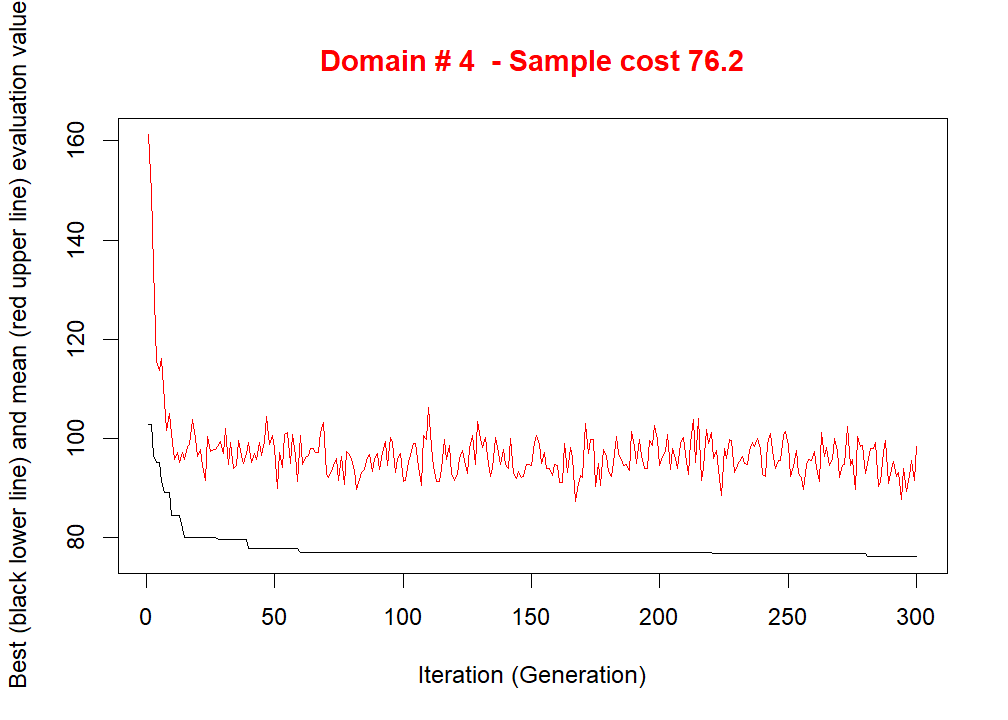 Domain # 4  - Sample cost 76.2
Best (black lower line) and mean (red upper line) evaluation value
160
140
120
100
80
0 50 100 150 200 250 300
Iteration (Generation)